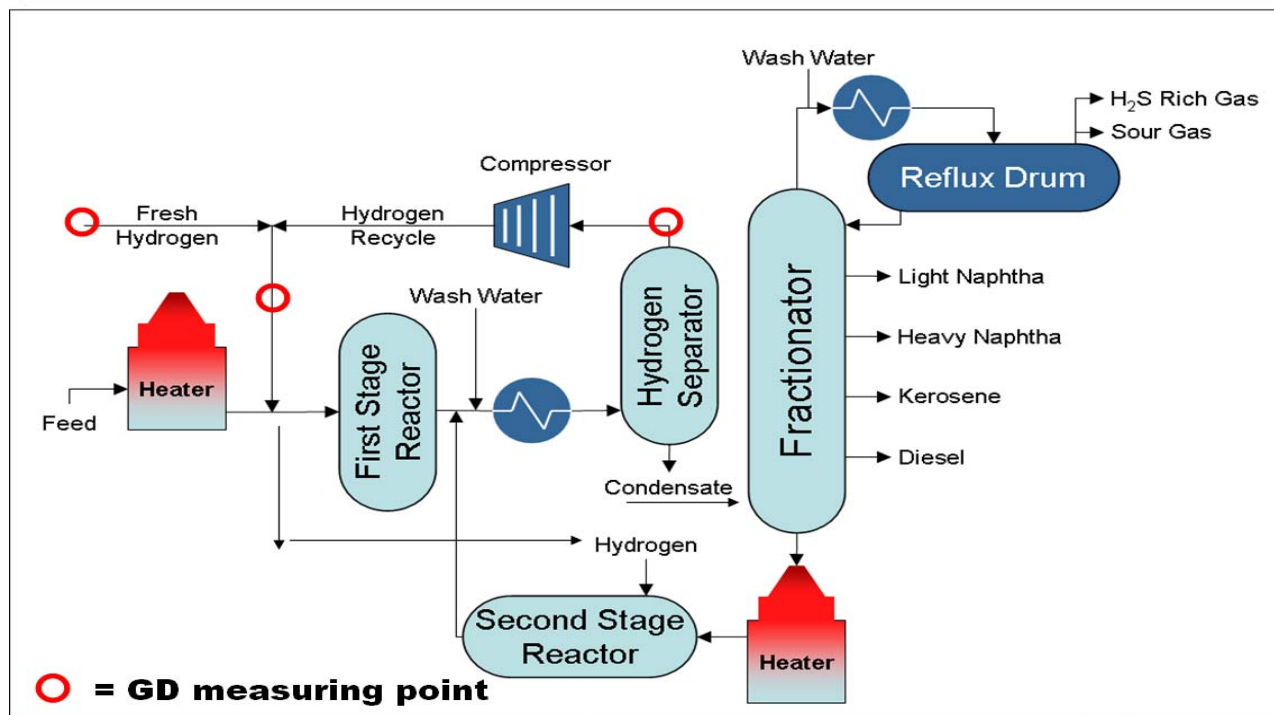 Wash Water
H₂S Rich Gas
Sour Gas
Reflux Drum
Compressor
Fresh
Hydrogen
Hydrogen
Recycle
Wash Water
Hydrogen
Separator
Fractionator
Light Naphtha
Heavy Naphtha
Kerosene
Diesel
Heater
Feed
First Stage
Reactor
Condensate
Hydrogen
Second Stage
Reactor
Heater
= GD measuring point